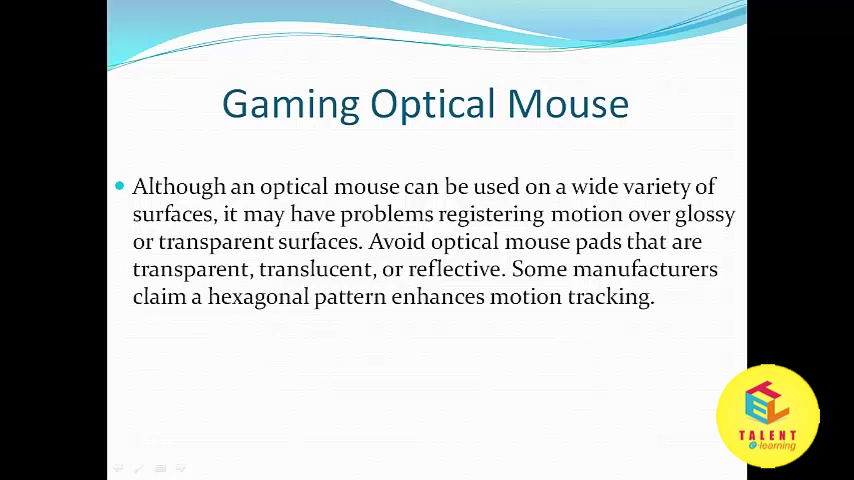 Gaming Optical Mouse
Although an optical mouse can be used on a wide variety of
surfaces, it may have problems registering motion over glossy
or transparent surfaces. Avoid optical mouse pads that are
transparent, translucent, or reflective. Some manufacturers
claim a hexagonal pattern enhances motion tracking.
TEL
TALENT
e-learning